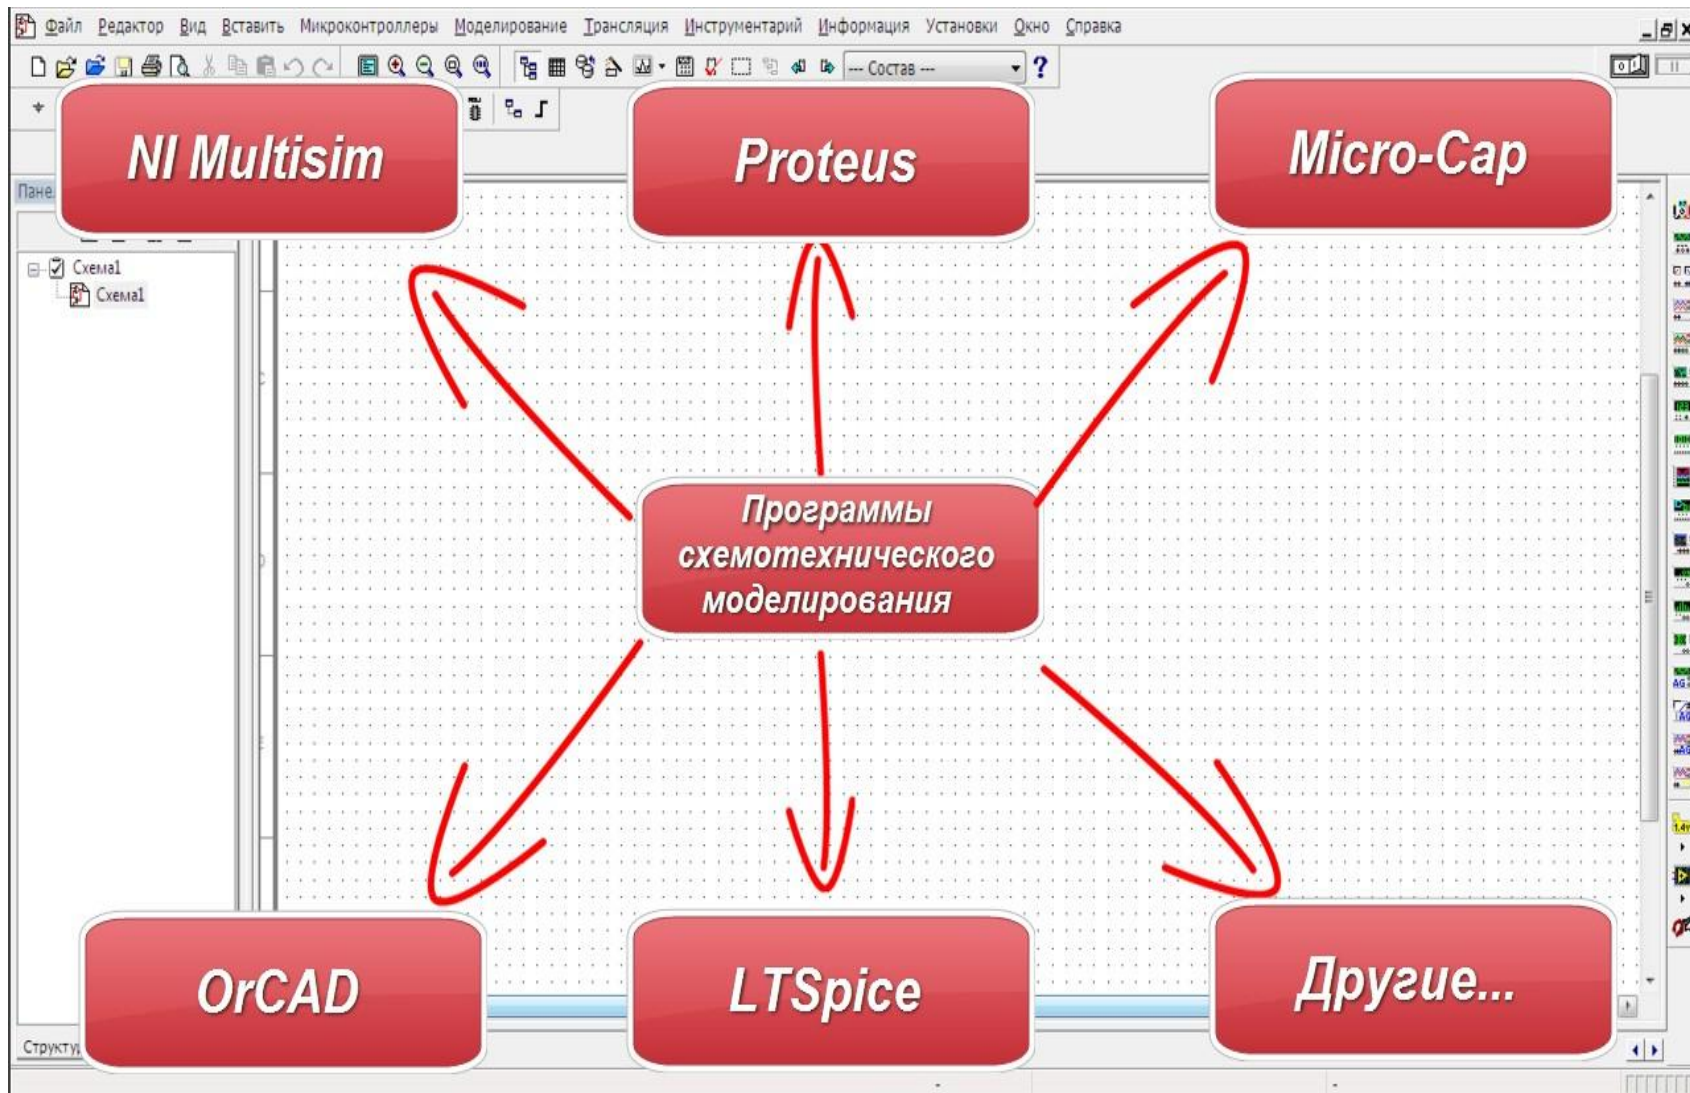 Файл Редактор Вид Вставить Микроконтроллеры Моделирование Трансляция Инструментарий Информация Установки Окно Справка
--- Состав ---
NI Multisim
Proteus
Micro-Cap
Схема1
Схема1
Программы
схемотехнического
моделирования
OrCAD
LTSpice
Другие...